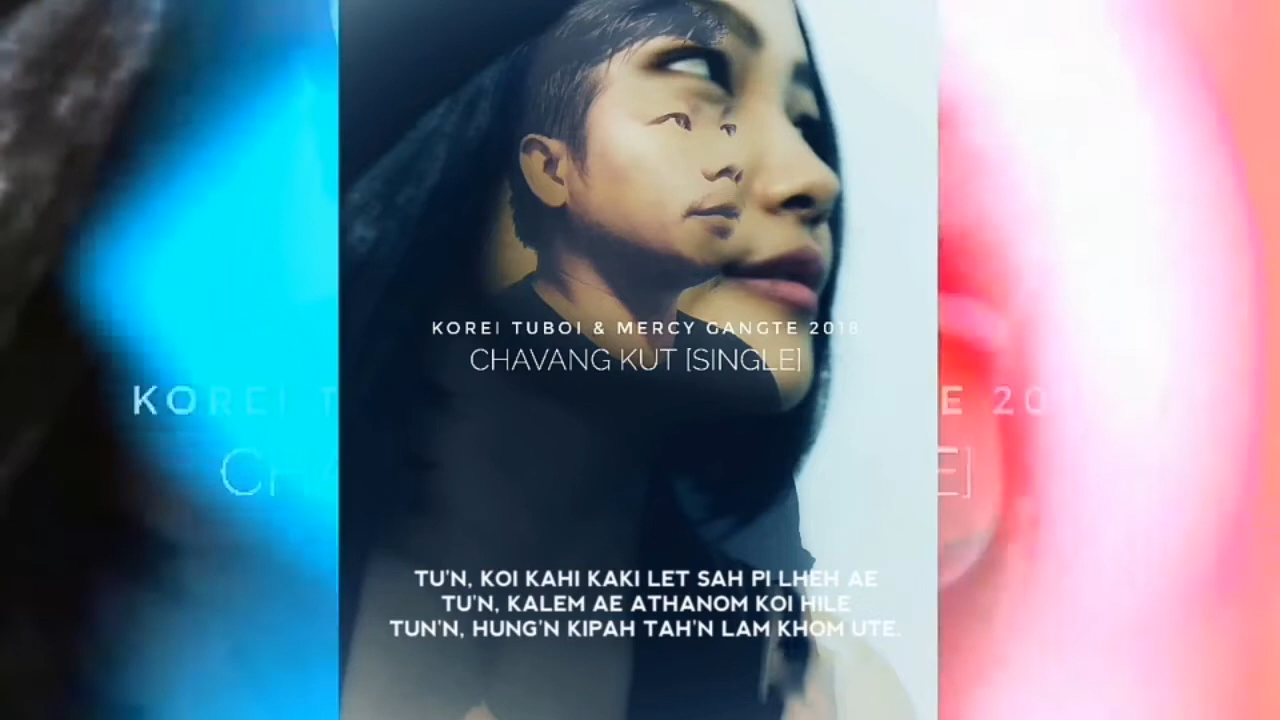 KOREI TUBOI & MERCY GANGTE 2018
CHAVANG KUT [SINGLE]
TU'N, KOI KAHI KAKI LET SAH PI LHEH AE
TU'N, KALEM AE ATHANOM KOI HILE
TUN'N, HUNG'N KIPAH TAH'N LAM KHOM UTE.